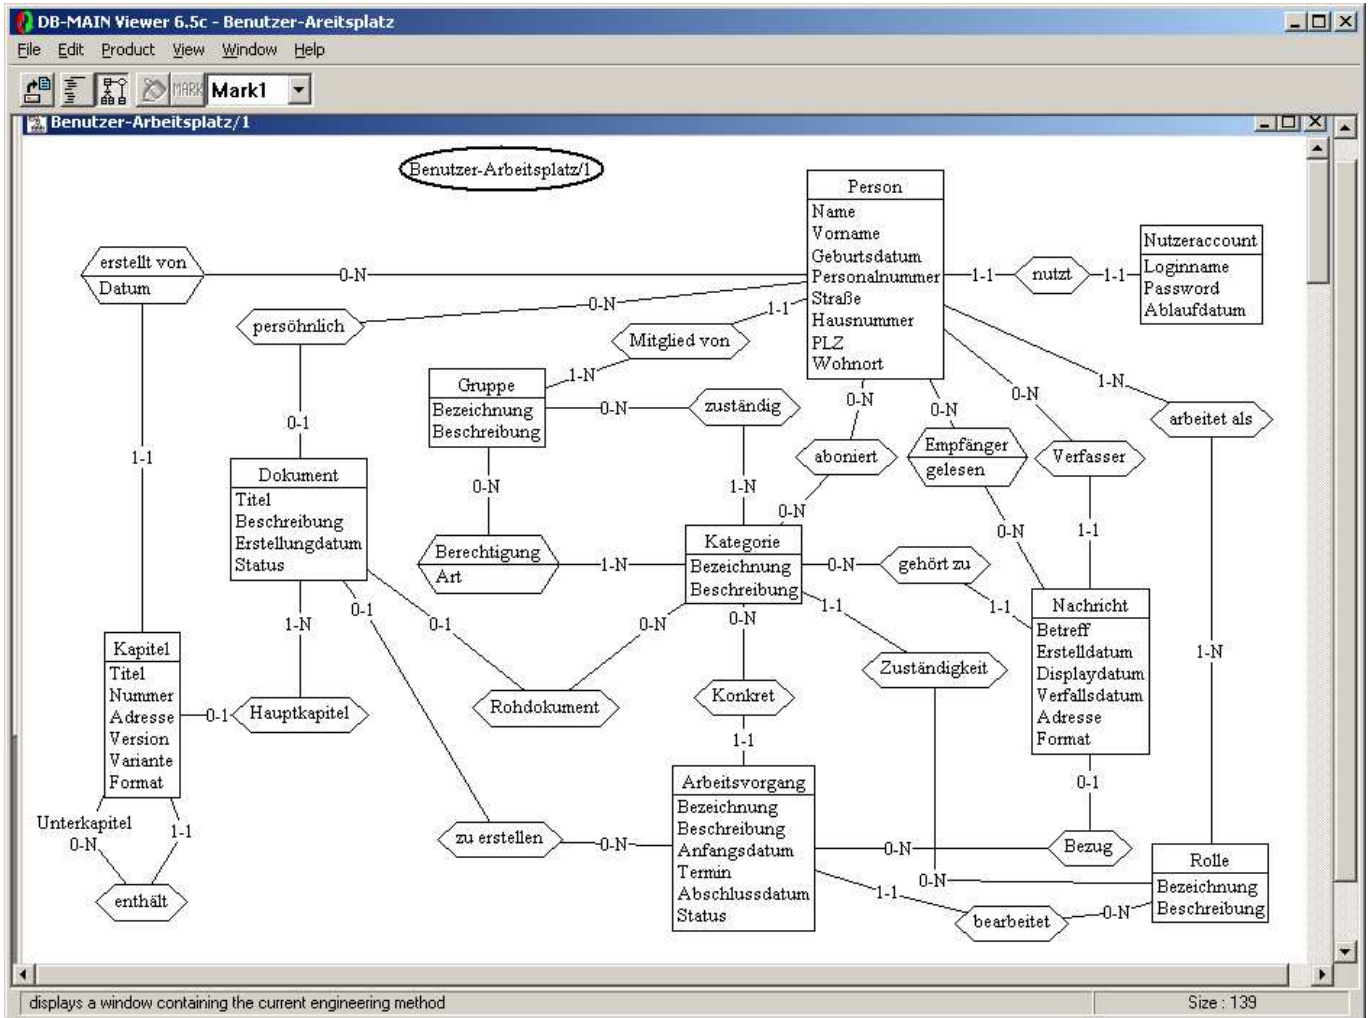 DB-MAIN Viewer 6.5c - Benutzer-Areitsplatz
File Edit Product View Window Help
MARK Mark1
Benutzer-Arbeitsplatz/1
Benutzer-Arbeitsplatz/1
Person
Name
Vorname
Geburtsdatum
Personalnummer
Straße
Hausnummer
PLZ
Wohnort
Nutzeraccount
Loginname
Password
Ablaufdatum
1-1
nutzt
1-1
erstellt von
Datum
0-N
1-1
persöhnlich
0-N
0-1
Mitglied von
1-1
1-N
Gruppe
Bezeichnung
Beschreibung
0-N
zuständig
1-N
0-N
aboniert
0-N
0-N
Empfänger
gelesen
0-N
0-N
Verfasser
1-1
1-N
arbeitet als
1-N
Dokument
Titel
Beschreibung
Erstellungdatum
Status
0-N
Berechtigung
Art
1-N
Kategorie
Bezeichnung
Beschreibung
0-N
gehört zu
1-1
Nachricht
Betreff
Erstelldatum
Displaydatum
Verfallsdatum
Adresse
Format
0-1
0-1
Rohdokument
0-N
0-N
Konkret
1-1
1-1
Zuständigkeit
0-N
Kapitel
Titel
Nummer
Adresse
Version
Variante
Format
1-N
0-1
Hauptkapitel
Unterkapitel
0-N
1-1
enthält
zu erstellen
0-N
Arbeitsvorgang
Bezeichnung
Beschreibung
Anfangsdatum
Termin
Abschlussdatum
Status
0-N
Bezug
0-1
1-1
bearbeitet
0-N
Rolle
Bezeichnung
Beschreibung
displays a window containing the current engineering method
Size : 139